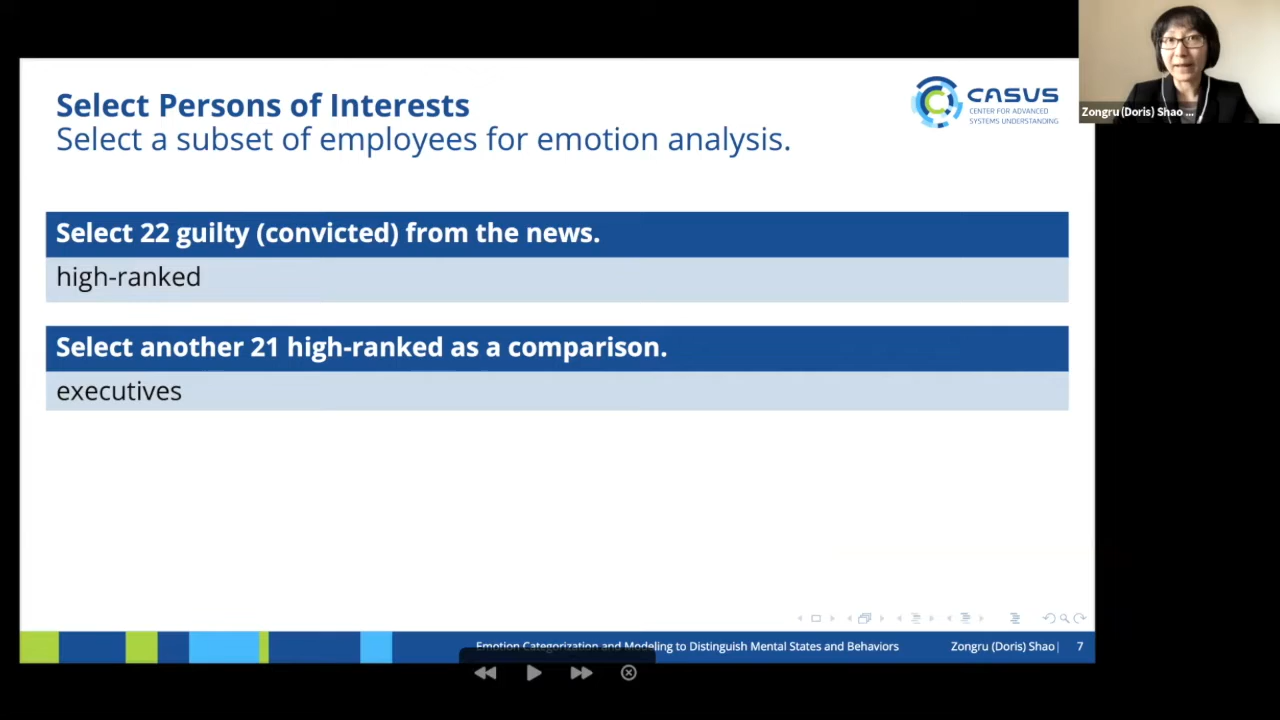 Select Persons of Interests
Select a subset of employees for emotion analysis.
CASUS
CENTER FOR ADVANCED
SYSTEMS UNDERSTANDING
Zongru (Doris) Shao ...
Select 22 guilty (convicted) from the news.
high-ranked
Select another 21 high-ranked as a comparison.
executives
Emotion Categorization and Modeling to Distinguish Mental States and Behaviors
Zongru (Doris) Shao| 7